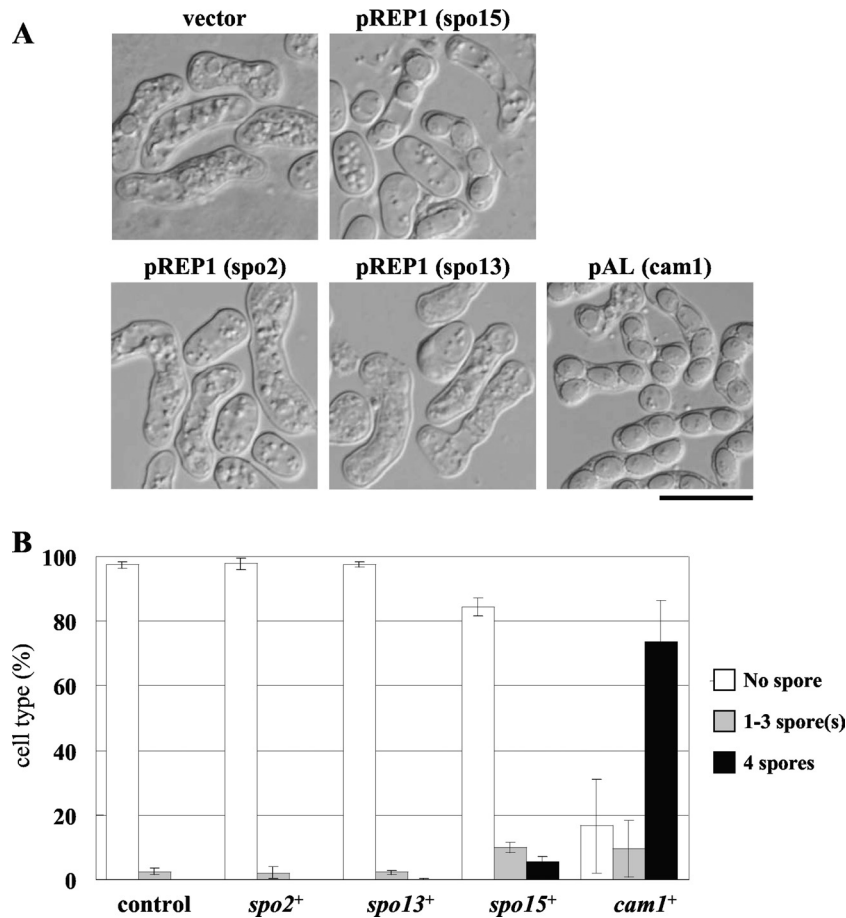 A
vector
pREP1 (spo15)
pREP1 (spo2)
pREP1 (spo13)
pAL (cam1)
B
cell type (%)
100
80
60
40
20
0
control
spo2⁺
spo13⁺
spo15⁺
cam1⁺
No spore
1-3 spore(s)
4 spores